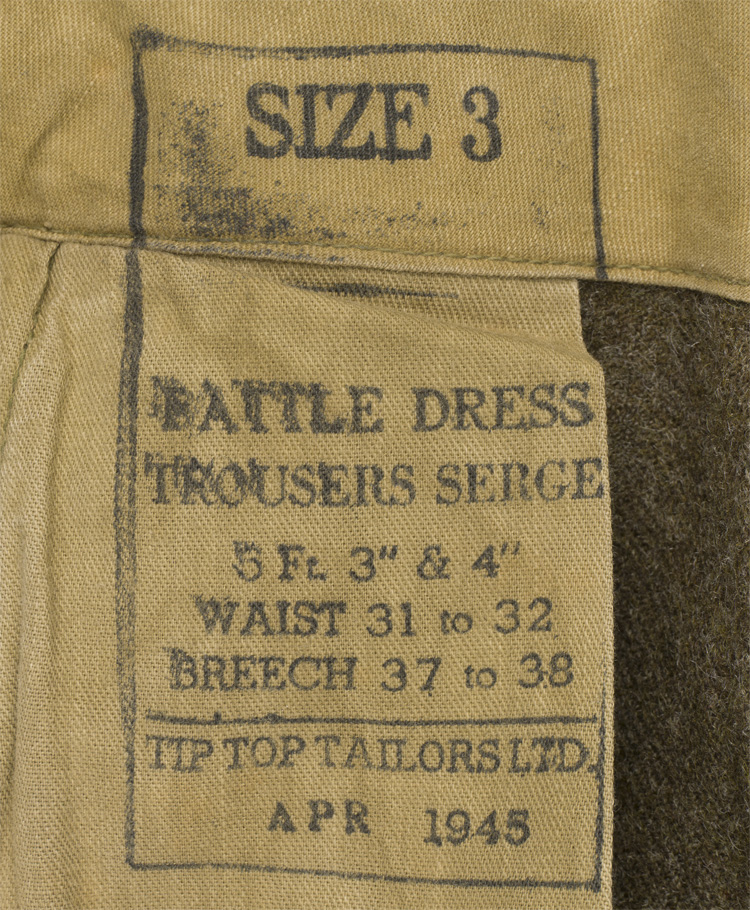 SIZE 3
BATTLE DRESS
TROUSERS SERGE
5 Ft. 3" & 4"
WAIST 31 to 32
BREECH 37 to 38
TIP TOP TAILORS LTD.
APR 1945